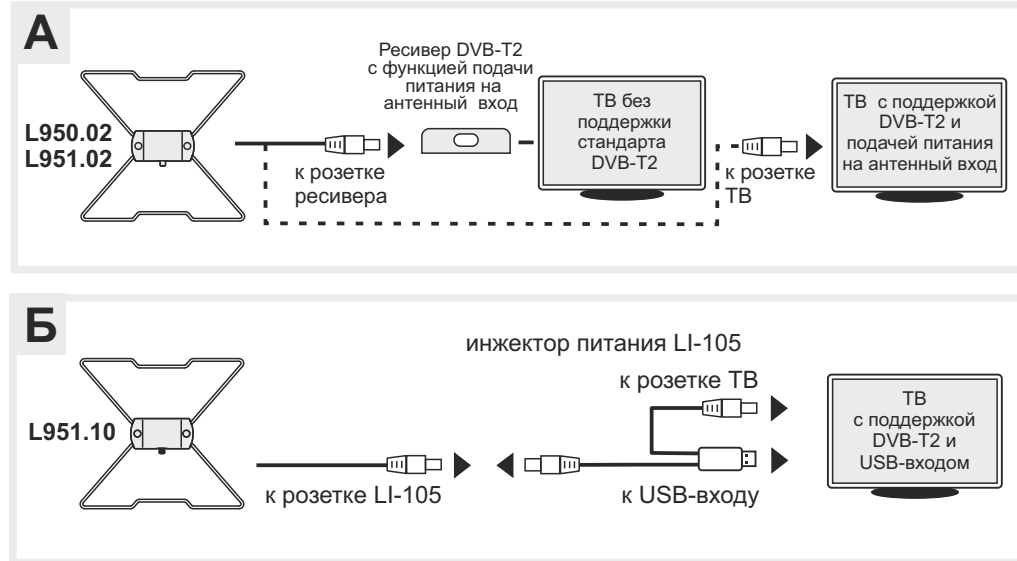 А
Ресивер DVB-T2
с функцией подачи
питания на
антенный вход
L950.02
L951.02
к розетке
ресивера
ТВ без
поддержки
стандарта
DVB-T2
к розетке
ТВ
ТВ с поддержкой
DVB-T2 и
подачей питания
на антенный вход
Б
инжектор питания LI-105
к розетке ТВ
L951.10
к розетке LI-105
к USB-входу
ТВ
с поддержкой
DVB-T2 и
USB-входом